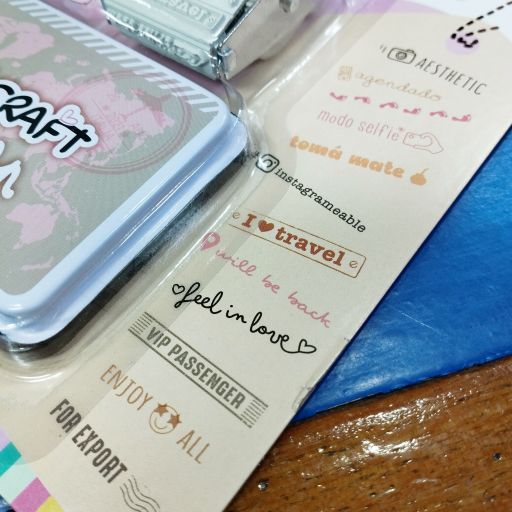 CRAFT
AESTHETIC
agendado
modo selfie
tomá mate
instagrameable
I travel
will be back
feel in love
VIP PASSENGER
ENJOY ALL
FOR EXPORT